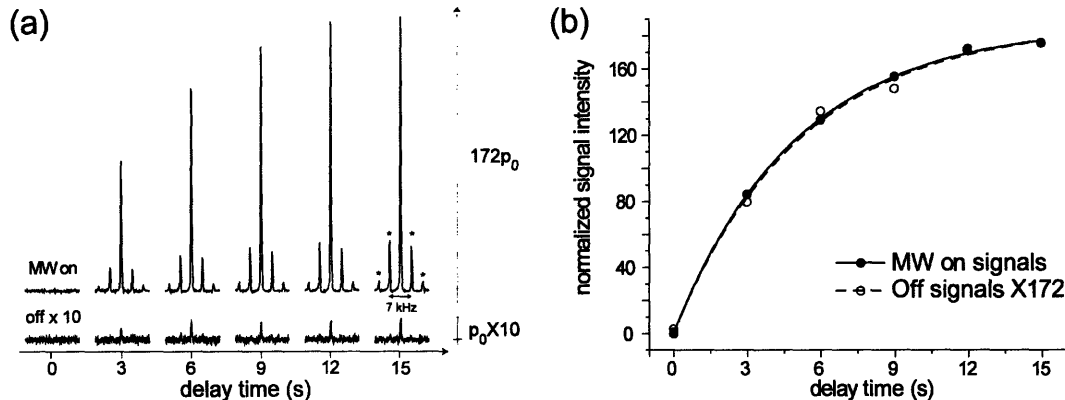 (a)
172p0
MW on
* * * *
7 kHz
off x 10
p0X10
0 3 6 9 12 15
delay time (s)
(b)
normalized signal intensity
160
120
80
40
0
MW on signals
Off signals X172
0 3 6 9 12 15
delay time (s)